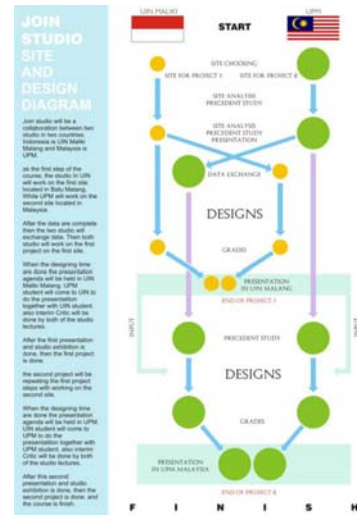 JOIN
STUDIO
SITE
AND
DESIGN
DIAGRAM
Join studio will be a
collaboration between two
studio in two countries.
Indonesia is UIN Maliki
Malang and Malaysia is
UPM.
as the first step of the
course, the studio in UIN
will work on the first site
located in Batu Malang.
While UPM will work on the
second site located in
Malaysia.
After the data are complete
then the two studio will
exchange data. Then both
studio will work on the first
project on the first site.
When the designing time
are done the presentation
agenda will be held in UIN
Maliki Malang. UPM
student will come to UIN to
do the presentation
together with UIN student.
also interim Critic will be
done by both of the studio
lectures.
After the first presentation
and studio exhibition is
done, then the first project
is done.
the second project will be
repeating the first project
steps with working on the
second site.
When the designing time
are done the presentation
agenda will be held in UPM.
UIN student will come to
UPM to do the
presentation together with
UPM student. also interim
Critic will be done by both
of the studio lectures.
After this second
presentation and studio
exhibition is done, then the
second project is done. and
the course is finish.
UIN MALIKI
START
UPM
SITE CHOOSING
SITE FOR PROJECT I
SITE FOR PROJECT II
SITE ANALYSIS
PRECEDENT STUDY
SITE ANALYSIS
PRECEDENT STUDY
PRESENTATION
DATA EXCHANGE
DESIGNS
GRADES
PRESENTATION
IN UIN MALANG
END OF PROJECT I
INPUT
INPUT
PRECEDENT STUDY
DESIGNS
GRADES
PRESENTATION
IN UPM MALAYSIA
END OF PROJECT II
F I N I S H